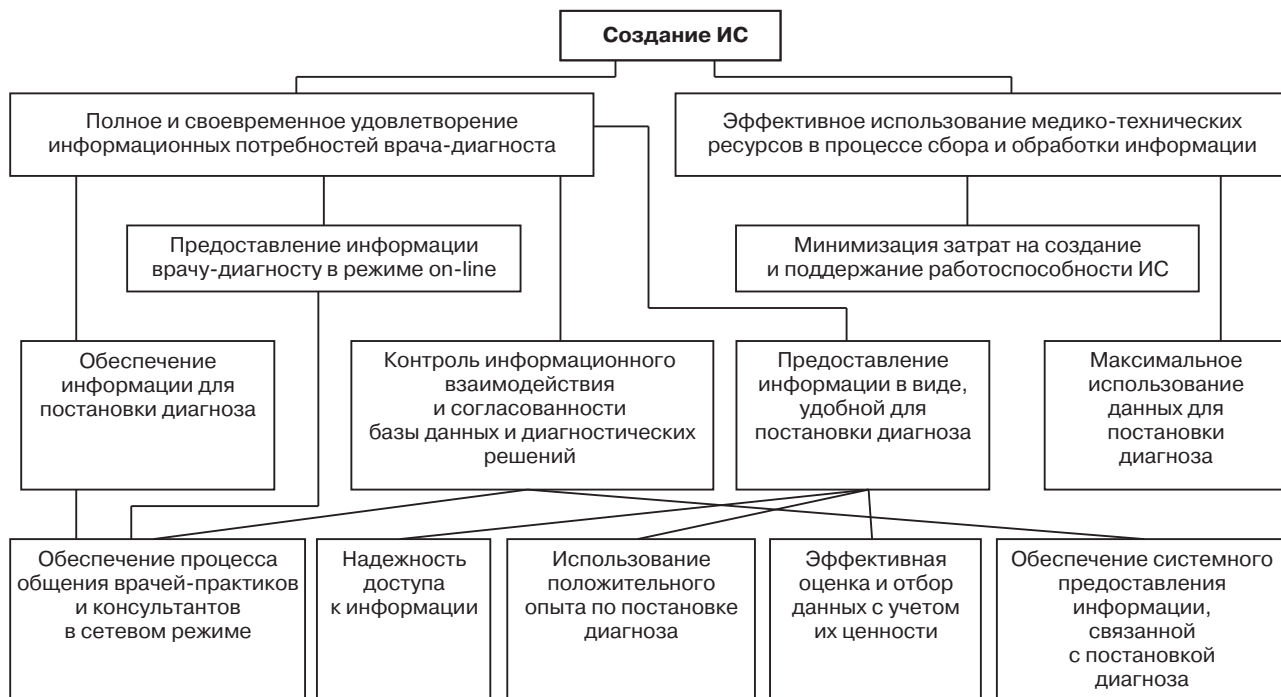 Создание ИС
Полное и своевременное удовлетворение
информационных потребностей врача-диагноста
Эффективное использование медико-технических
ресурсов в процессе сбора и обработки информации
Предоставление информации
врачу-диагносту в режиме on-line
Минимизация затрат на создание
и поддержание работоспособности ИС
Обеспечение
информации для
постановки диагноза
Контроль информационного
взаимодействия
и согласованности
базы данных и диагностических
решений
Предоставление
информации в виде,
удобной для
постановки диагноза
Максимальное
использование
данных для
постановки
диагноза
Обеспечение процесса
общения врачей-практиков
и консультантов
в сетевом режиме
Надежность
доступа
к информации
Использование
положительного
опыта по постановке
диагноза
Эффективная
оценка и отбор
данных с учетом
их ценности
Обеспечение системного
предоставления
информации,
связанной
с постановкой
диагноза